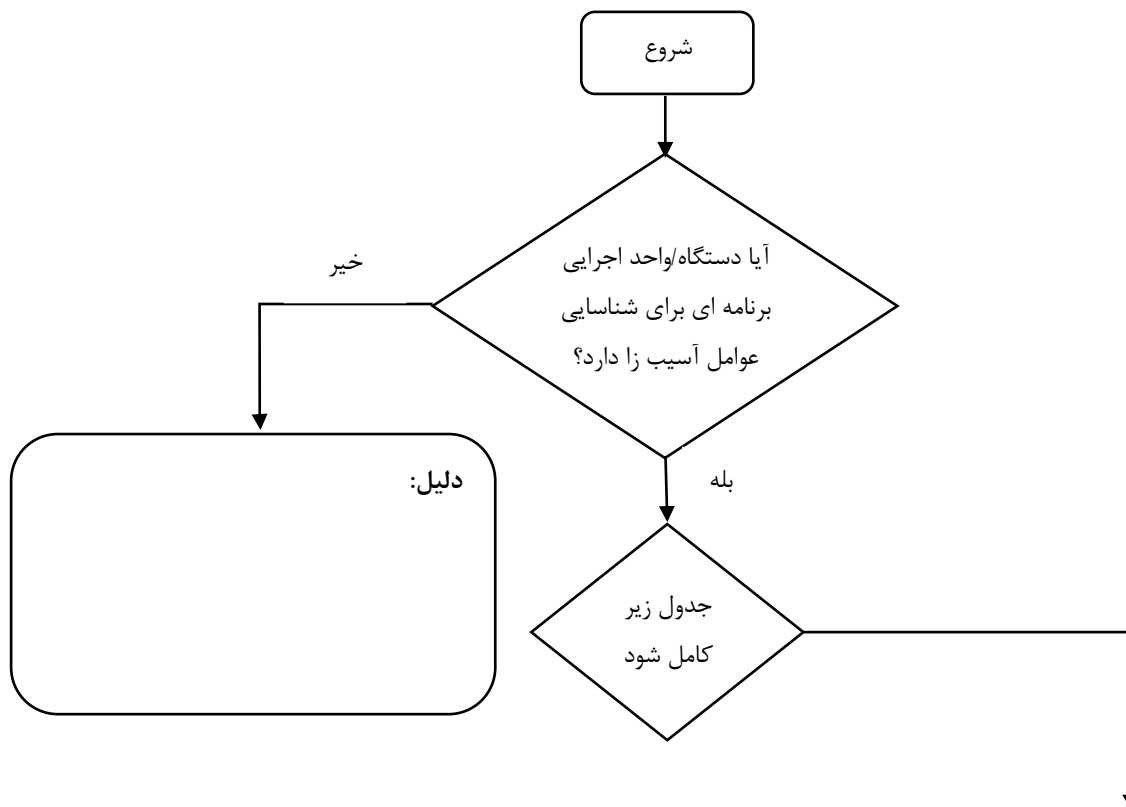 شروع
آیا دستگاه/واحد اجرایی
برنامه ای برای شناسایی
عوامل آسیب زا دارد؟
خیر
دلیل:
بله
جدول زیر
کامل شود